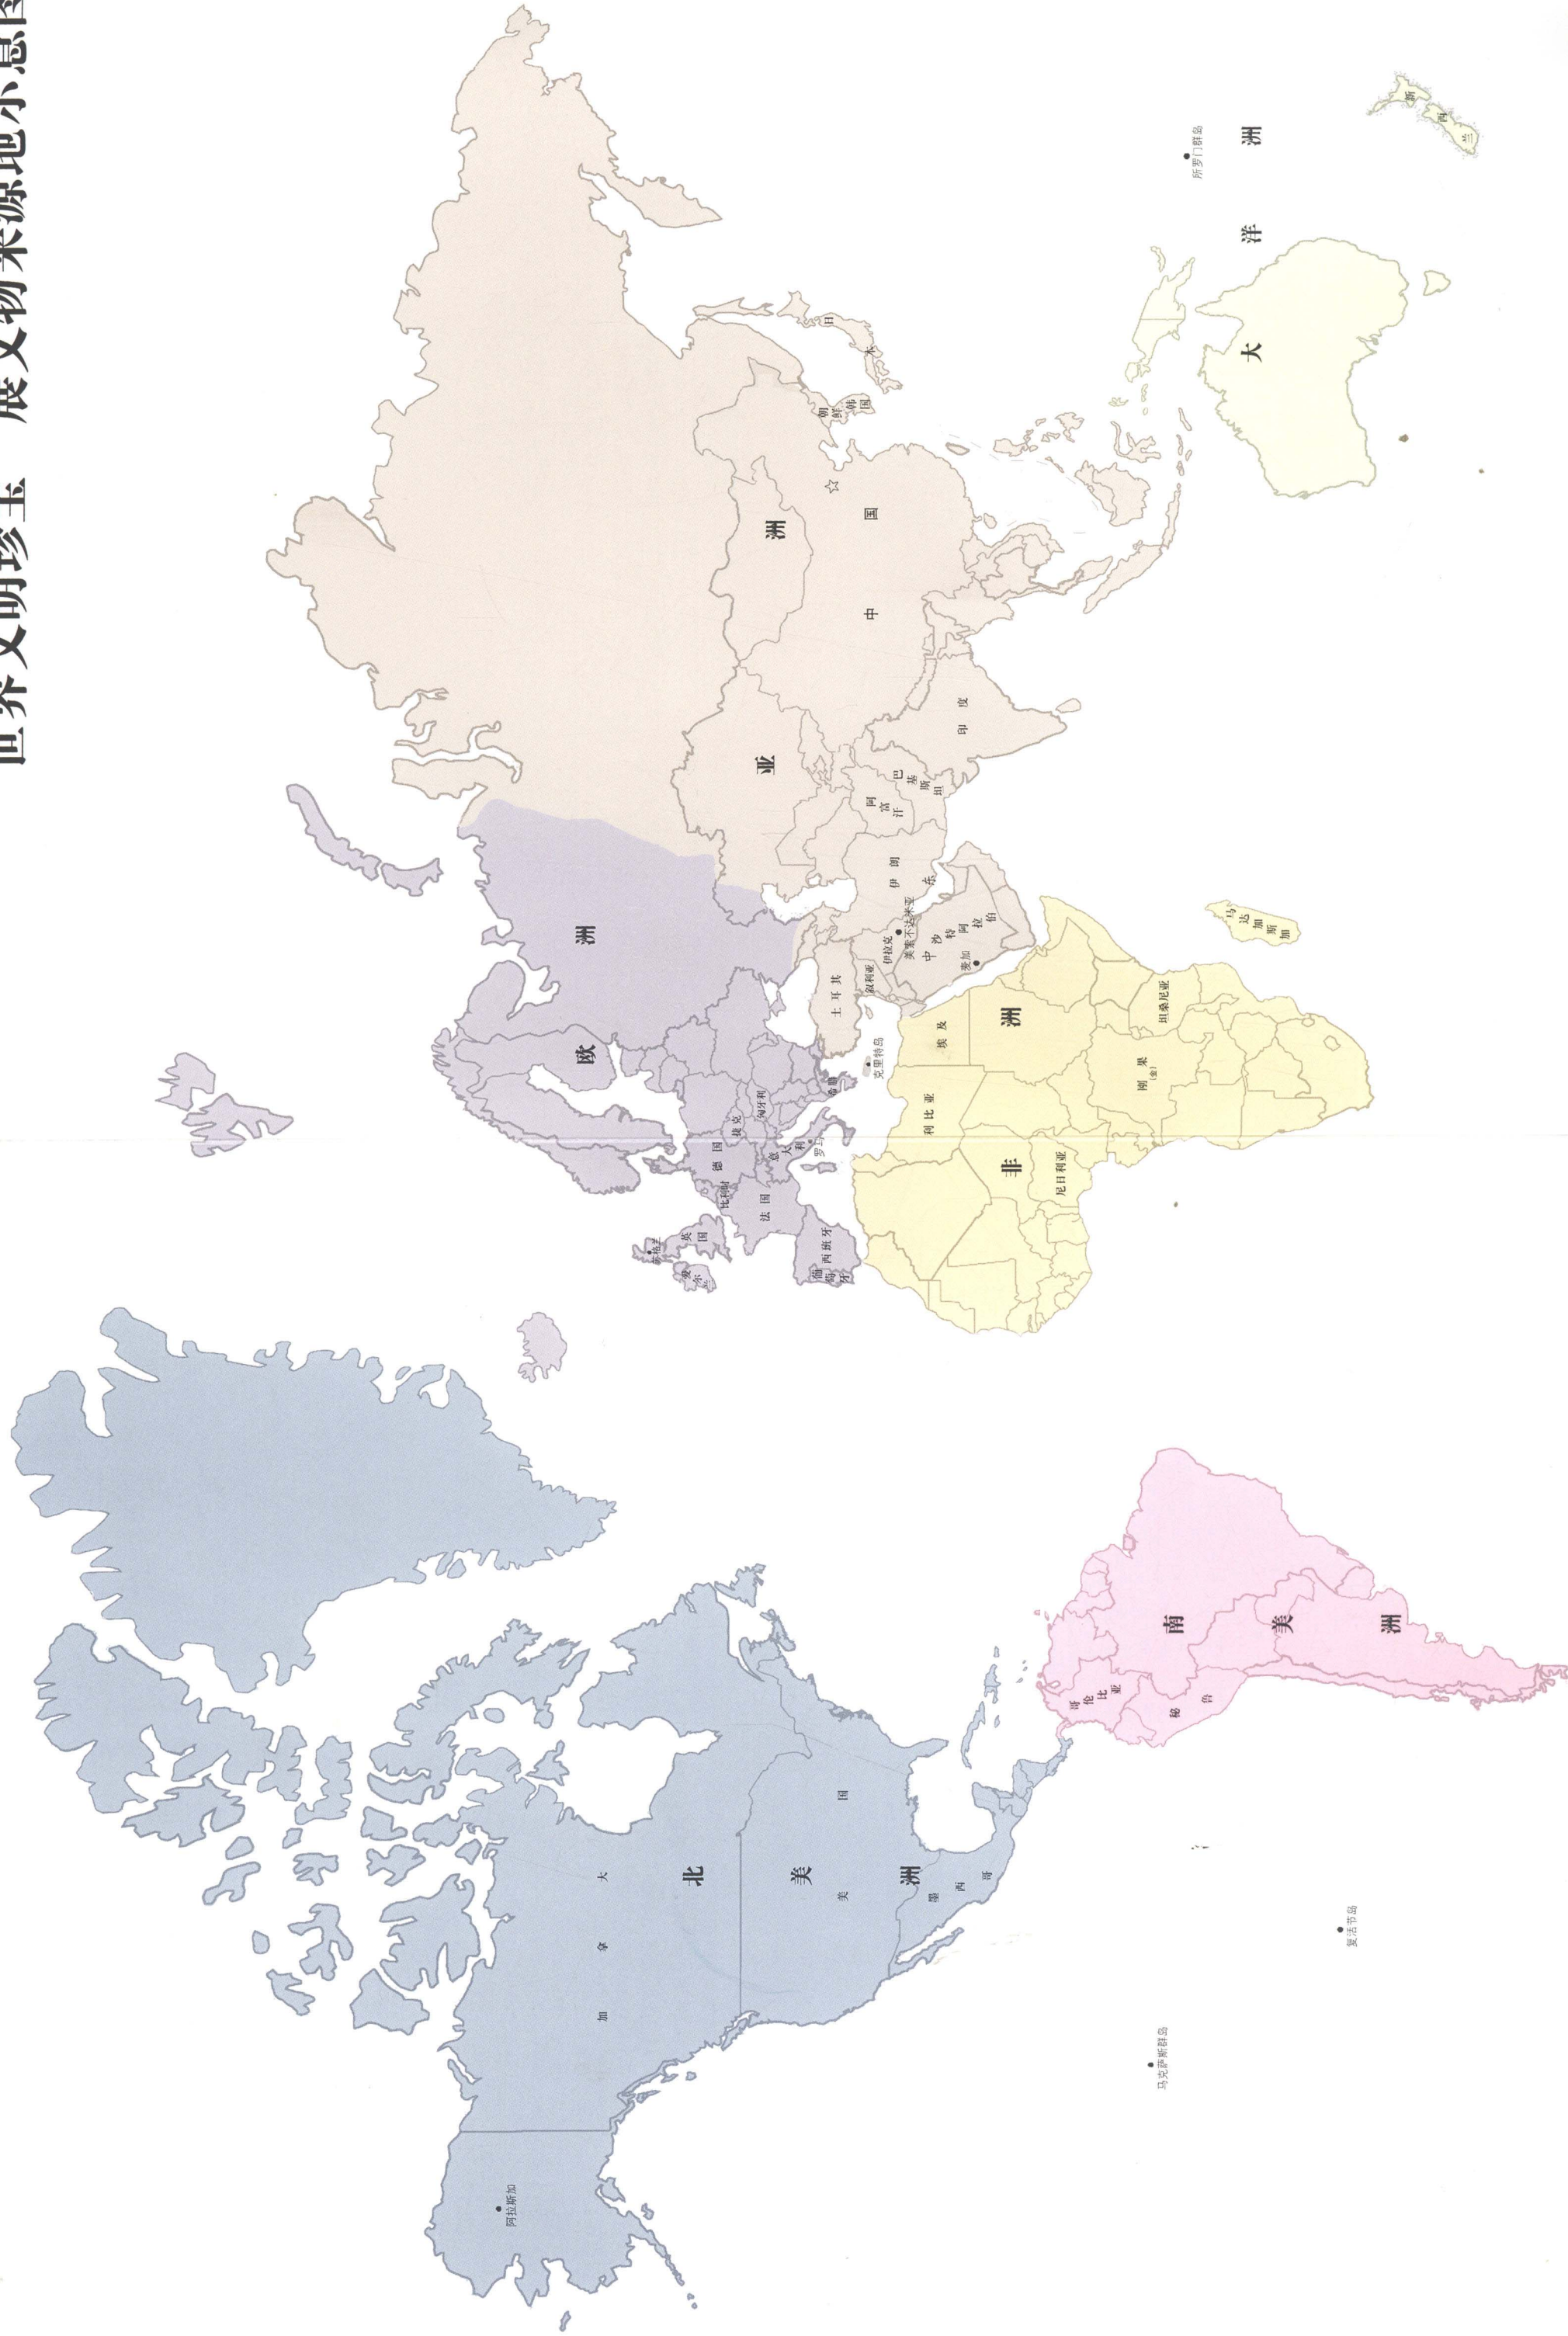 世界文明珍宝 展文物来源地示意图
北美洲
阿拉斯加
加拿大
美国
墨西哥
南美洲
哥伦比亚
秘鲁
马克萨斯群岛
复活节岛
欧洲
苏格兰
英国
爱尔兰
比利时
德国
捷克
法国
匈牙利
意大利
罗马
西班牙
葡萄牙
希腊
克里特岛
亚洲
土耳其
叙利亚
伊拉克
美索不达米亚
伊朗
中东
沙特阿拉伯
麦加
阿富汗
巴基斯坦
印度
中国
朝鲜
韩国
日本
非洲
利比亚
埃及
尼日利亚
刚果
(金)
坦桑尼亚
马达加斯加
大洋洲
所罗门群岛
新西兰